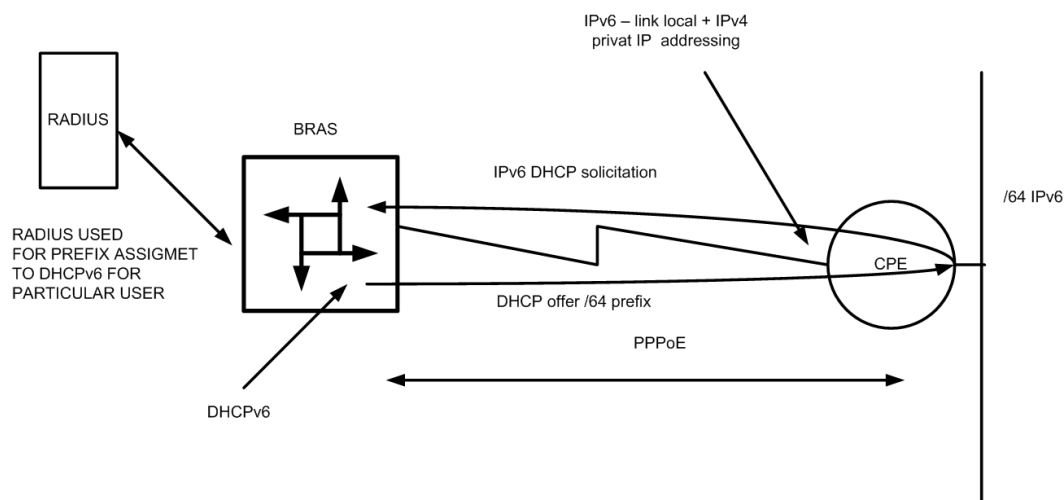 IPv6 – link local + IPv4
privat IP addressing
RADIUS
BRAS
IPv6 DHCP solicitation
/64 IPv6
RADIUS USED
FOR PREFIX ASSIGMET
TO DHCPv6 FOR
PARTICULAR USER
CPE
DHCP offer /64 prefix
PPPoE
DHCPv6